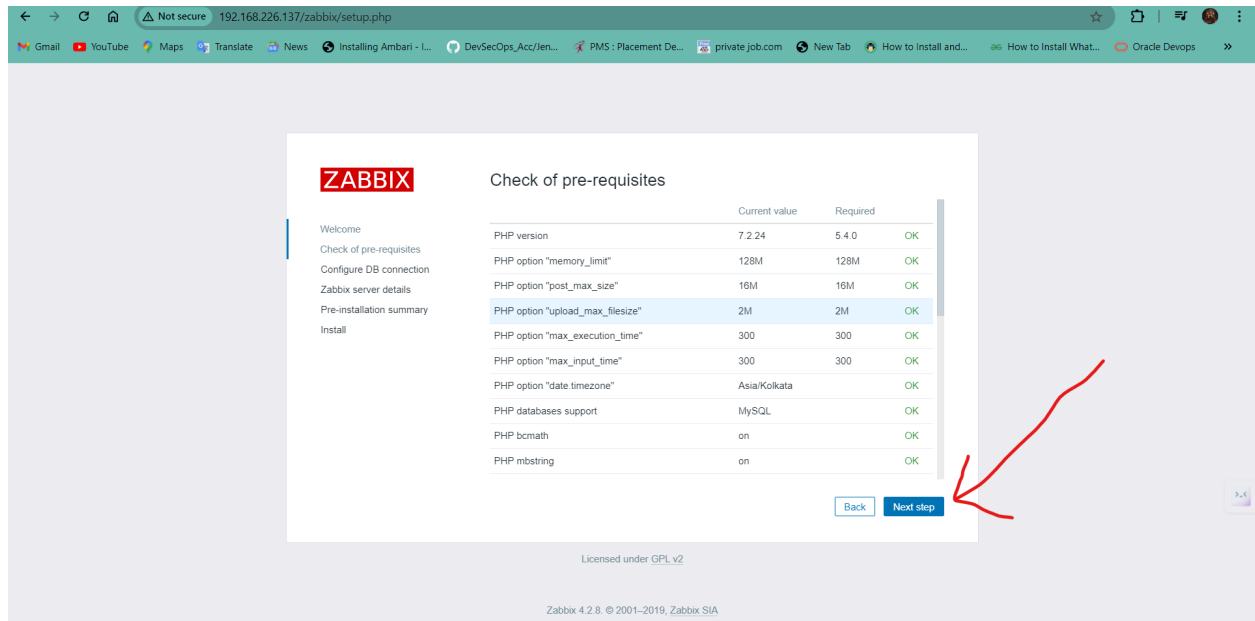 Not secure 192.168.226.137/zabbix/setup.php
Gmail YouTube Maps Translate News Installing Ambari - I... DevSecOps_Acc/Jen... PMS : Placement De... private job.com New Tab How to Install and... How to Install What... Oracle Devops »
ZABBIX
Check of pre-requisites
Current value Required
Welcome
Check of pre-requisites
Configure DB connection
Zabbix server details
Pre-installation summary
Install
PHP version 7.2.24 5.4.0 OK
PHP option "memory_limit" 128M 128M OK
PHP option "post_max_size" 16M 16M OK
PHP option "upload_max_filesize" 2M 2M OK
PHP option "max_execution_time" 300 300 OK
PHP option "max_input_time" 300 300 OK
PHP option "date.timezone" Asia/Kolkata OK
PHP databases support MySQL OK
PHP bcmath on OK
PHP mbstring on OK
Back Next step
Licensed under GPL v2
Zabbix 4.2.8. © 2001–2019, Zabbix SIA